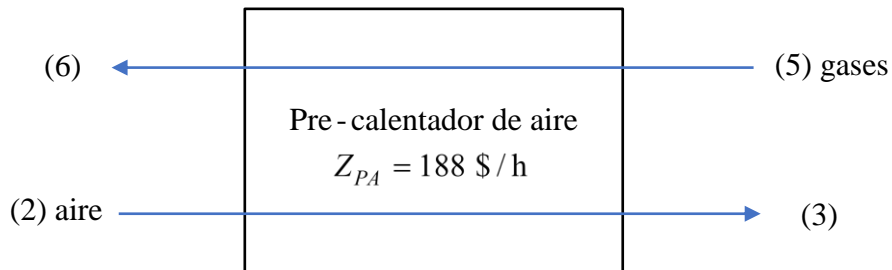 (6)
(5) gases
Pre-calentador de aire
Z_PA = 188 $/h
(2) aire
(3)